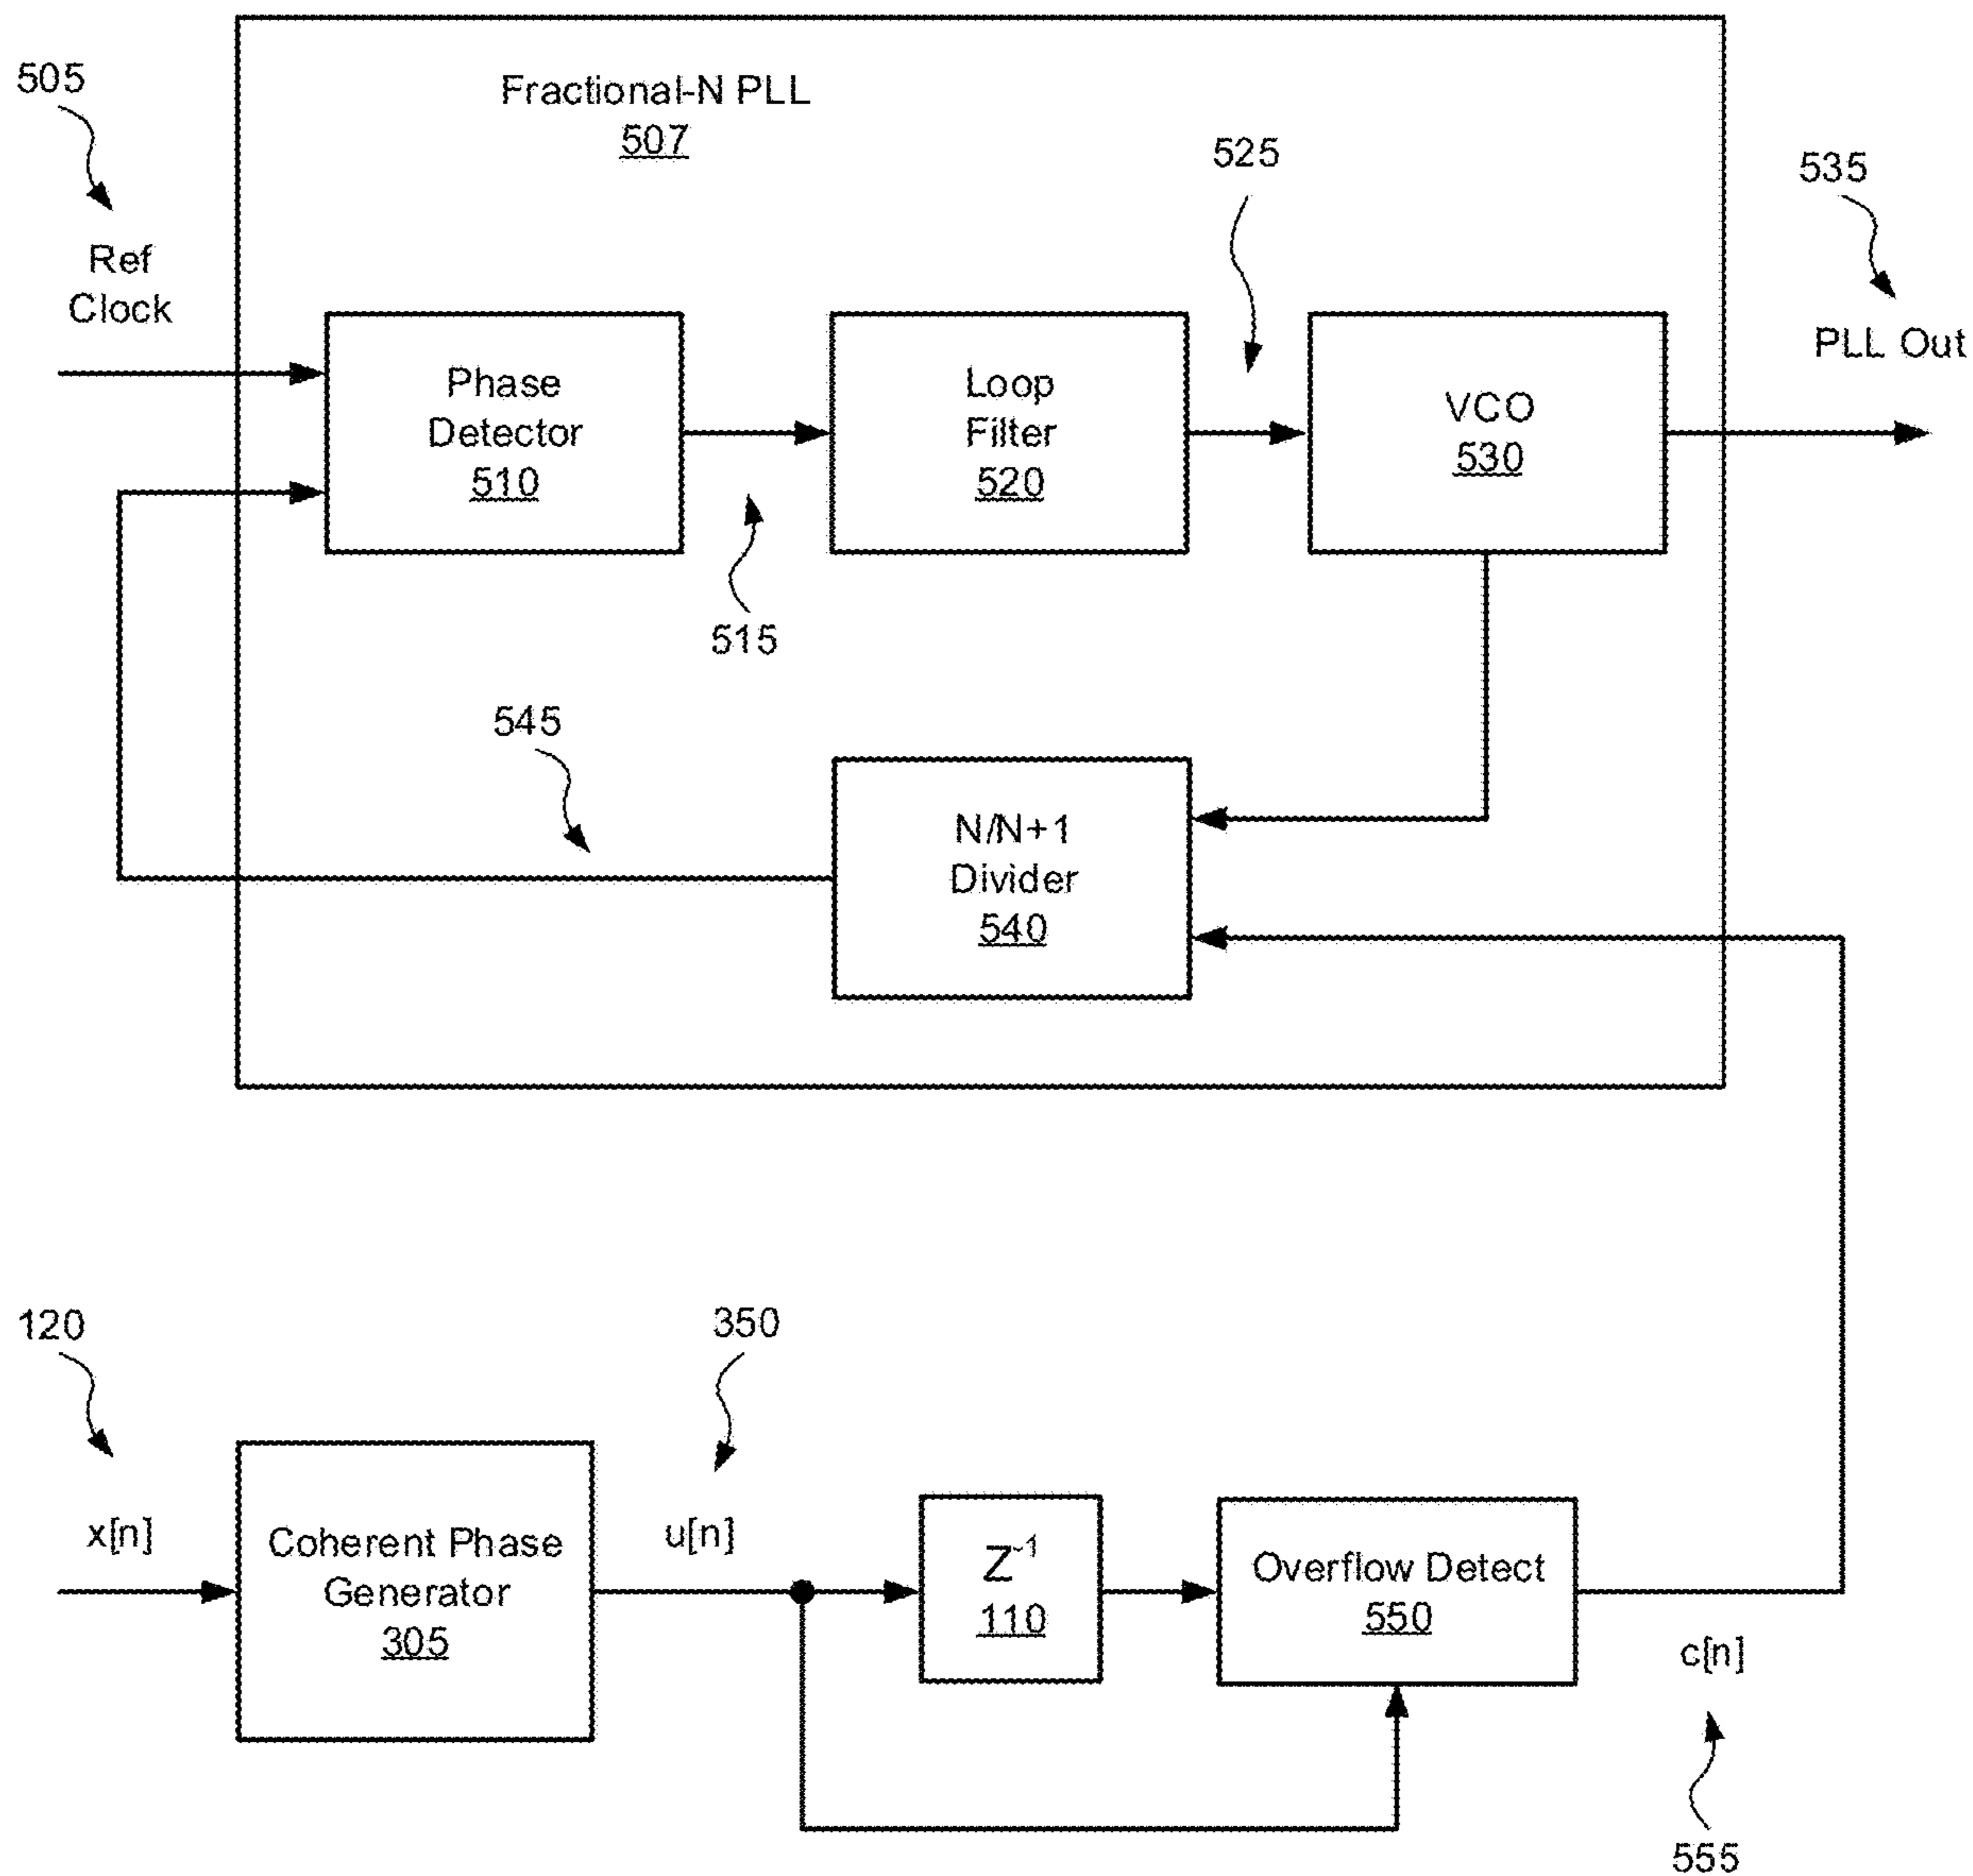 505
Fractional-N PLL
507
525
535
Ref
Clock
PLL Out
Phase
Detector
510
Loop
Filter
520
VCO
530
515
545
N/N+1
Divider
540
120
350
x[n]
Coherent Phase
Generator
305
u[n]
Z⁻¹
110
Overflow Detect
550
c[n]
555